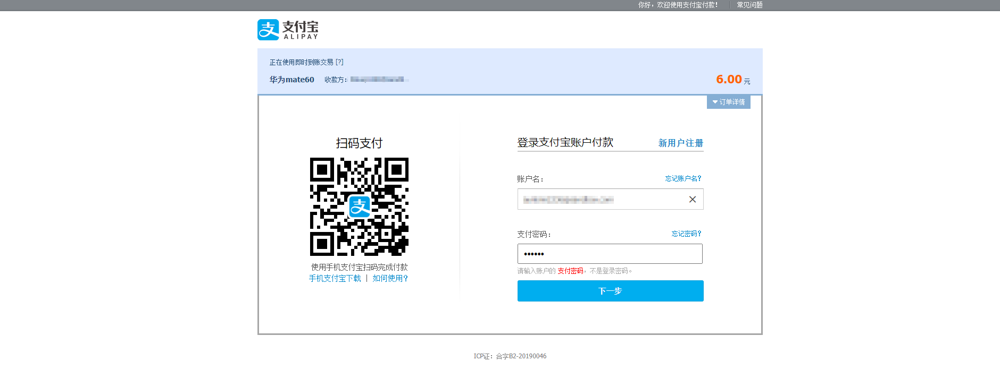 你好，欢迎使用支付宝付款！ 常见问题
支 支付宝
ALIPAY
正在使用即时到账交易 [?]
华为mate60 收款方：
6.00 元
订单详情
扫码支付
支
使用手机支付宝扫码完成付款
手机支付宝下载 | 如何使用?
登录支付宝账户付款 新用户注册
账户名： 忘记账户名?
支付密码： 忘记密码?
••••••
请输入账户的 支付密码，不是登录密码。
下一步
ICP证：合字B2-20190046